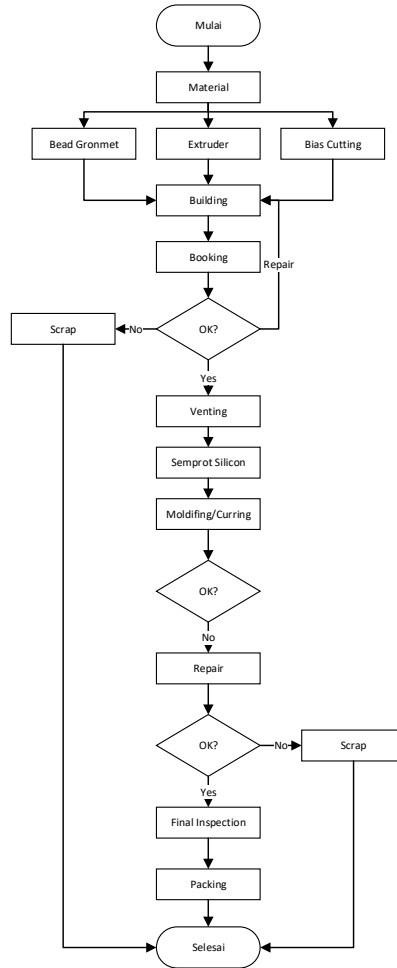 Mulai
Material
Bead Gronmet
Extruder
Bias Cutting
Building
Booking
Repair
Scrap
No
OK?
Yes
Venting
Semprot Silicon
Moldifing/Curring
OK?
No
Repair
OK?
No
Scrap
Yes
Final Inspection
Packing
Selesai